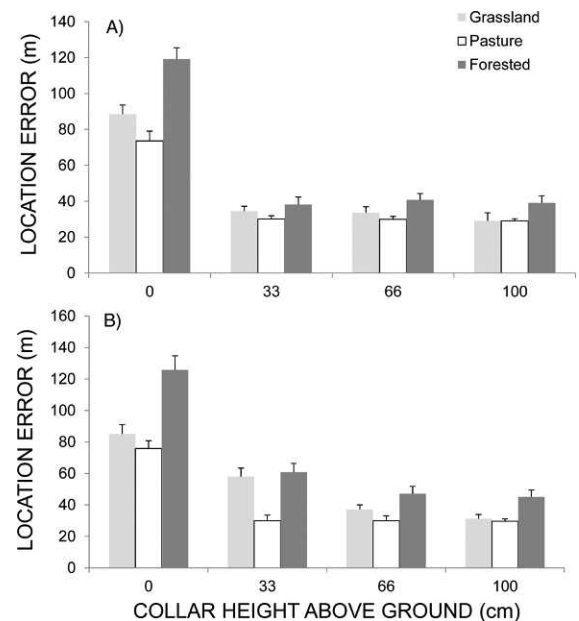 A)
Grassland
Pasture
Forested
LOCATION ERROR (m)
140
120
100
80
60
40
20
0
0 33 66 100
B)
LOCATION ERROR (m)
160
140
120
100
80
60
40
20
0
0 33 66 100
COLLAR HEIGHT ABOVE GROUND (cm)